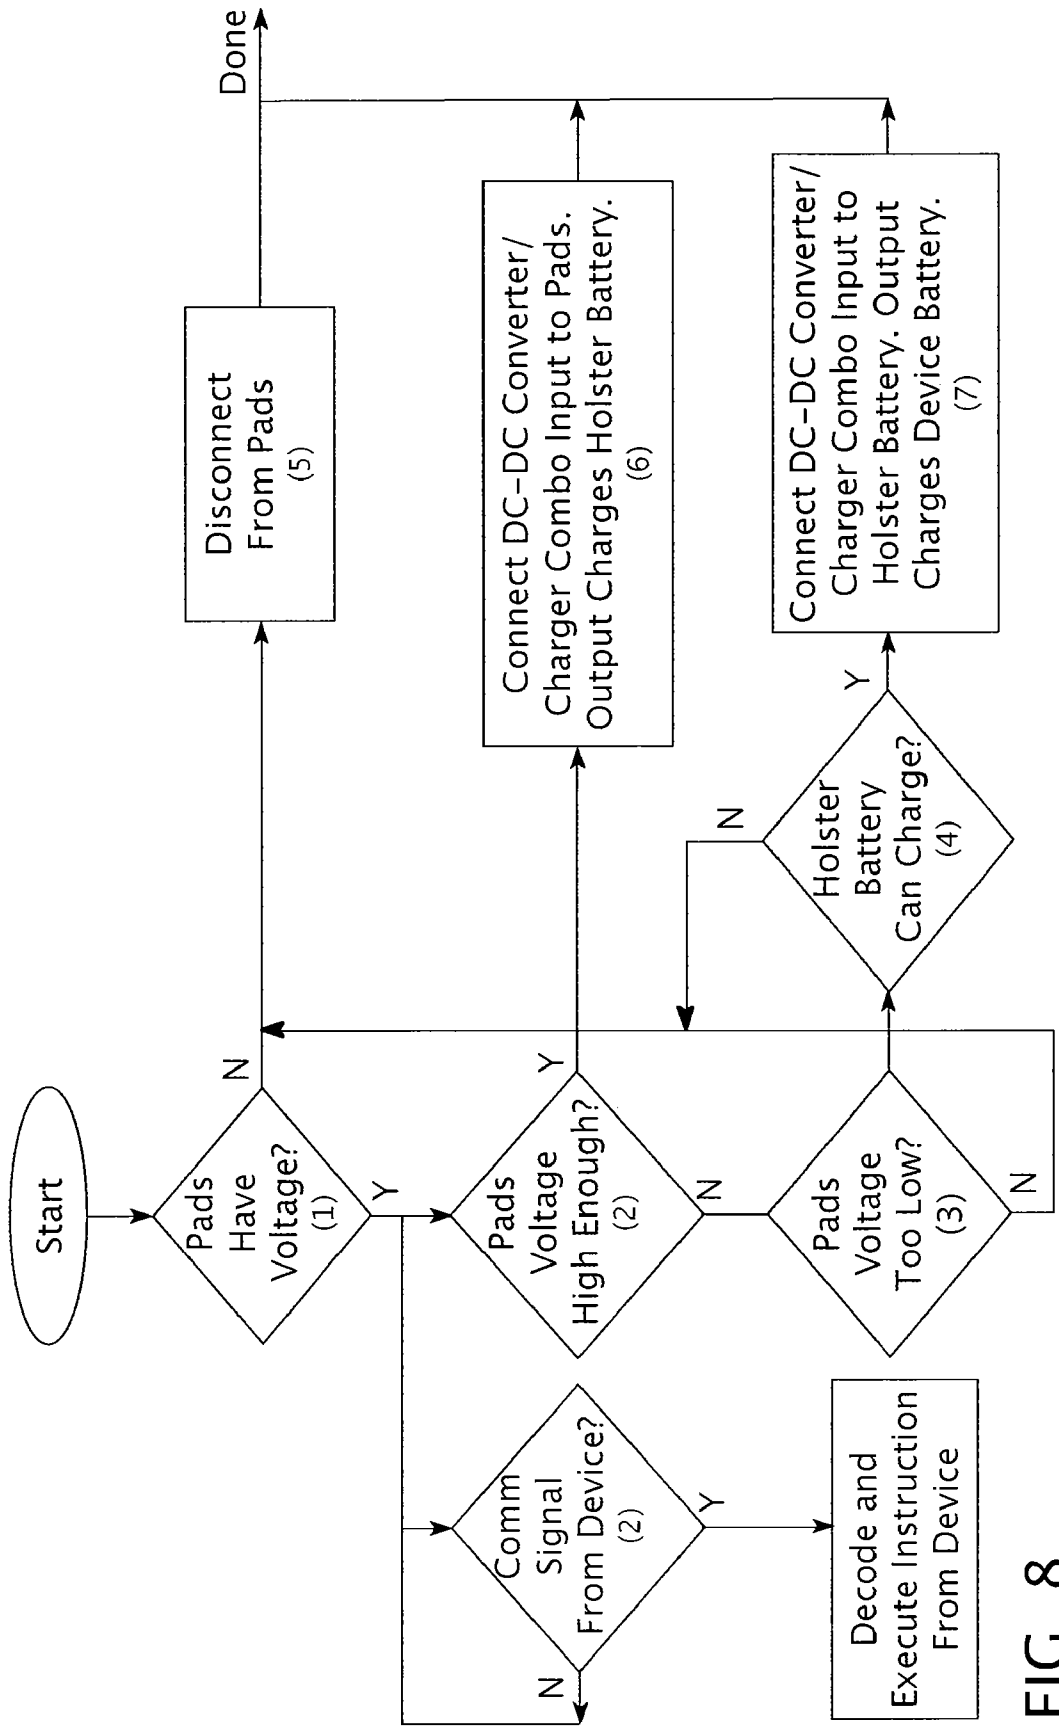 Start
Pads
Have
Voltage?
(1)
N
Y
Disconnect
From Pads
(5)
Done
Comm
Signal
From Device?
(2)
N
Y
Pads
Voltage
High Enough?
(2)
Y
N
Connect DC-DC Converter/
Charger Combo Input to Pads.
Output Charges Holster Battery.
(6)
Decode and
Execute Instruction
From Device
Pads
Voltage
Too Low?
(3)
N
Holster
Battery
Can Charge?
(4)
N
Y
Connect DC-DC Converter/
Charger Combo Input to
Holster Battery. Output
Charges Device Battery.
(7)
FIG. 8